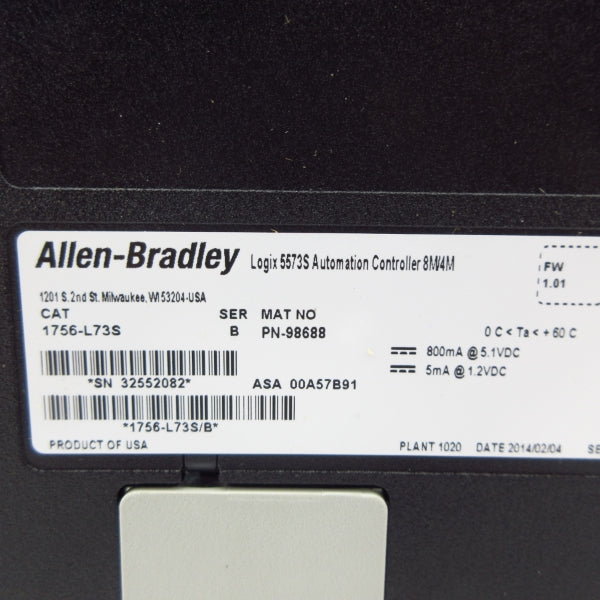 Allen-Bradley Logix 5573S Automation Controller 8M/4M
FW
1.01
1201 S. 2nd St. Milwaukee, WI 53204-USA
CAT SER MAT NO
1756-L73S B PN-98688
0 C < Ta < + 60 C
800mA @ 5.1VDC
5mA @ 1.2VDC
*SN 32552082* ASA 00A57B91
*1756-L73S/B*
PRODUCT OF USA PLANT 1020 DATE 2014/02/04